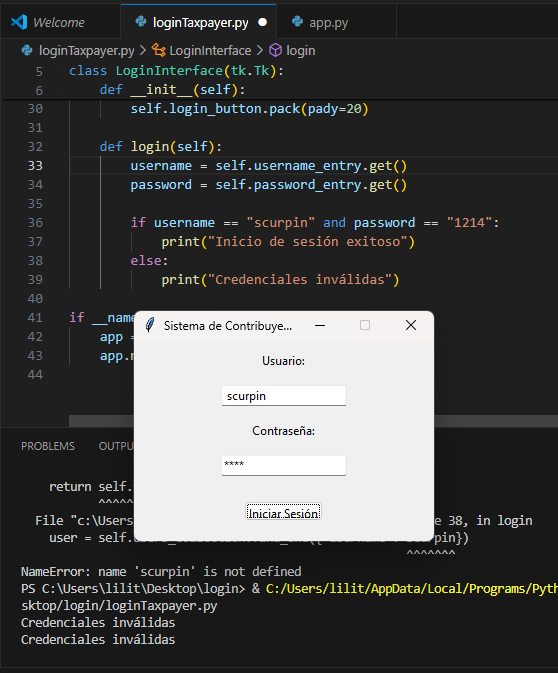 Welcome loginTaxpayer.py app.py
loginTaxpayer.py > LoginInterface > login
5 class LoginInterface(tk.Tk):
6 def __init__(self):
30 self.login_button.pack(pady=20)
31
32 def login(self):
33 username = self.username_entry.get()
34 password = self.password_entry.get()
35
36 if username == "scurpin" and password == "1214":
37 print("Inicio de sesión exitoso")
38 else:
39 print("Credenciales inválidas")
40
41 if __name
42 app =
43 app.
44
Sistema de Contribuye...
Usuario:
scurpin
Contraseña:
****
Iniciar Sesión
PROBLEMS OUTPU
return self.
^^^^^
File "c:\Users e 38, in login
user = self. pin})
^^^^^^^
NameError: name 'scurpin' is not defined
PS C:\Users\lilit\Desktop\login> & C:/Users/lilit/AppData/Local/Programs/Pyth
sktop/login/loginTaxpayer.py
Credenciales inválidas
Credenciales inválidas